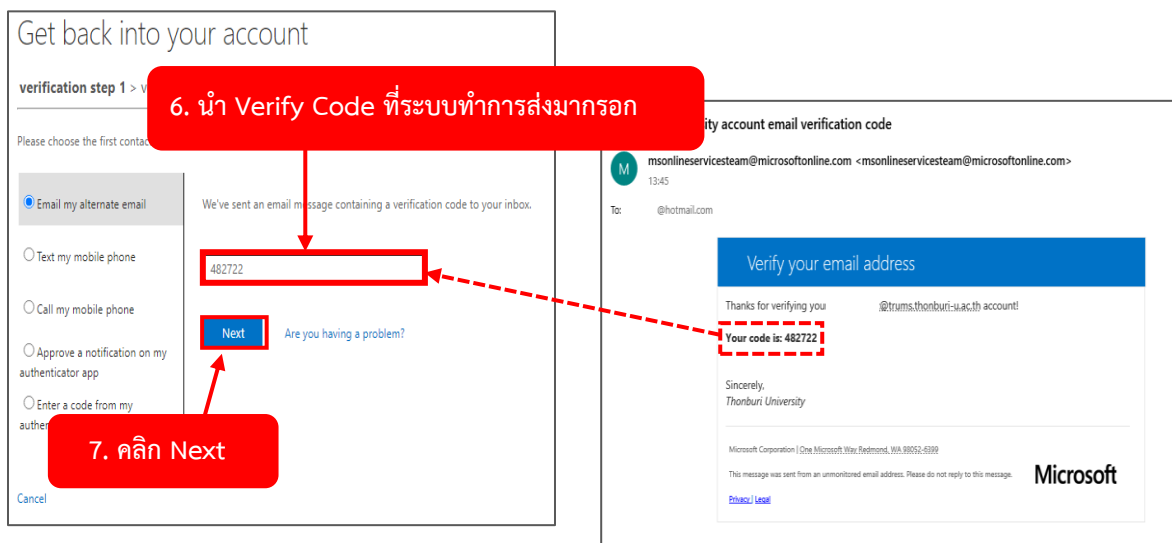 Get back into your account
verification step 1 > v
6. นำ Verify Code ที่ระบบทำการส่งมากรอก
Please choose the first contac
Email my alternate email
We've sent an email message containing a verification code to your inbox.
Text my mobile phone
482722
Call my mobile phone
Next
Are you having a problem?
Approve a notification on my
authenticator app
Enter a code from my
authen
7. คลิก Next
Cancel
ity account email verification code
M
msonlineservicesteam@microsoftonline.com <msonlineservicesteam@microsoftonline.com>
13:45
To: @hotmail.com
Verify your email address
Thanks for verifying you @trums.thonburi-u.ac.th account!
Your code is: 482722
Sincerely,
Thonburi University
Microsoft Corporation | One Microsoft Way Redmond, WA 98052-6399
This message was sent from an unmonitored email address. Please do not reply to this message.
Privacy | Legal
Microsoft